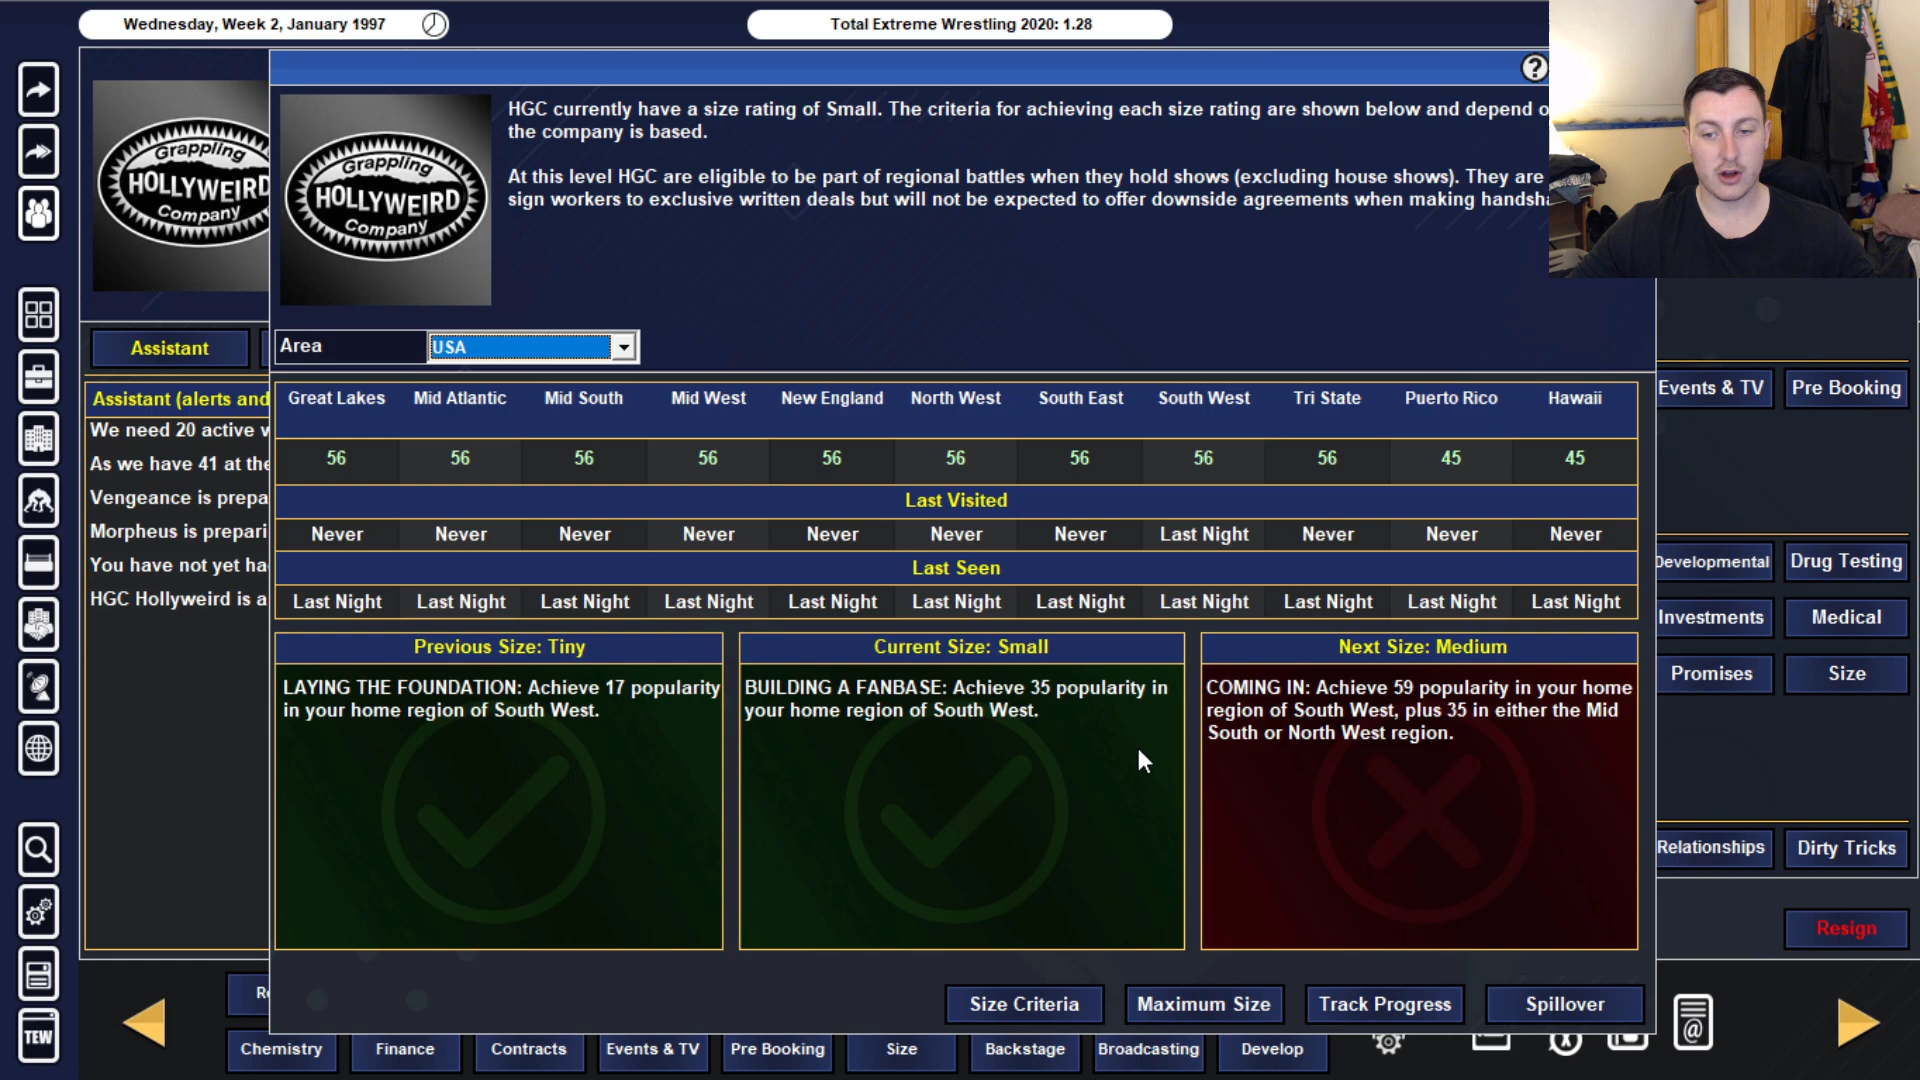 Wednesday, Week 2, January 1997
Total Extreme Wrestling 2020: 1.28
?
Grappling
HOLLYWEIRD
Company
Grappling
HOLLYWEIRD
Company
HGC currently have a size rating of Small. The criteria for achieving each size rating are shown below and depend o
the company is based.
At this level HGC are eligible to be part of regional battles when they hold shows (excluding house shows). They are
sign workers to exclusive written deals but will not be expected to offer downside agreements when making handsh
Assistant
Area
USA
Events & TV
Pre Booking
Assistant (alerts and
We need 20 active
As we have 41 at the
Vengeance is prepa
Morpheus is prepari
You have not yet ha
HGC Hollyweird is a
Great Lakes Mid Atlantic Mid South Mid West New England North West South East South West Tri State Puerto Rico Hawaii
56 56 56 56 56 56 56 56 56 45 45
Last Visited
Never Never Never Never Never Never Never Last Night Never Never Never
Last Seen
Last Night Last Night Last Night Last Night Last Night Last Night Last Night Last Night Last Night Last Night Last Night
Developmental
Drug Testing
Investments
Medical
Promises
Size
Relationships
Dirty Tricks
Resign
Previous Size: Tiny
LAYING THE FOUNDATION: Achieve 17 popularity
in your home region of South West.
Current Size: Small
BUILDING A FANBASE: Achieve 35 popularity in
your home region of South West.
Next Size: Medium
COMING IN: Achieve 59 popularity in your home
region of South West, plus 35 in either the Mid
South or North West region.
Size Criteria
Maximum Size
Track Progress
Spillover
TEW
Chemistry
Finance
Contracts
Events & TV
Pre Booking
Size
Backstage
Broadcasting
Develop
@